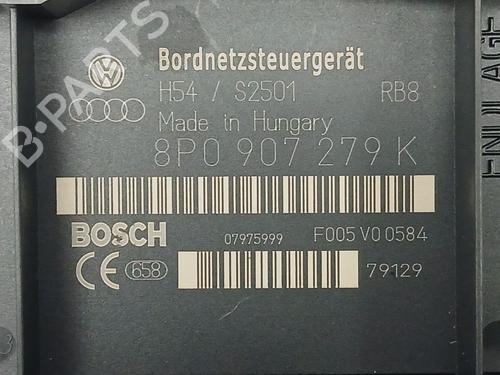 Bordnetzsteuergerät
H54 / S2501 RB8
Made in Hungary
8P0 907 279 K
BOSCH 07975999 F005 V0 0584
CE 658 79129
B-PARTS